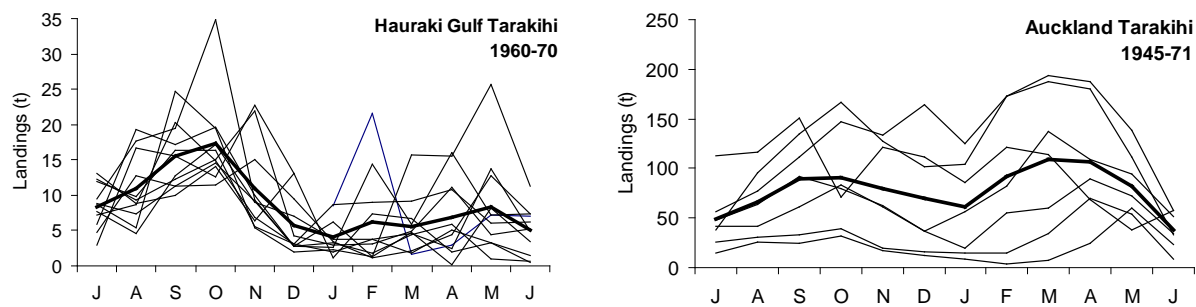 Hauraki Gulf Tarakihi
1960-70
Landings (t)
35
30
25
20
15
10
5
0
J A S O N D J F M A M J
Auckland Tarakihi
1945-71
Landings (t)
250
200
150
100
50
0
J A S O N D J F M A M J